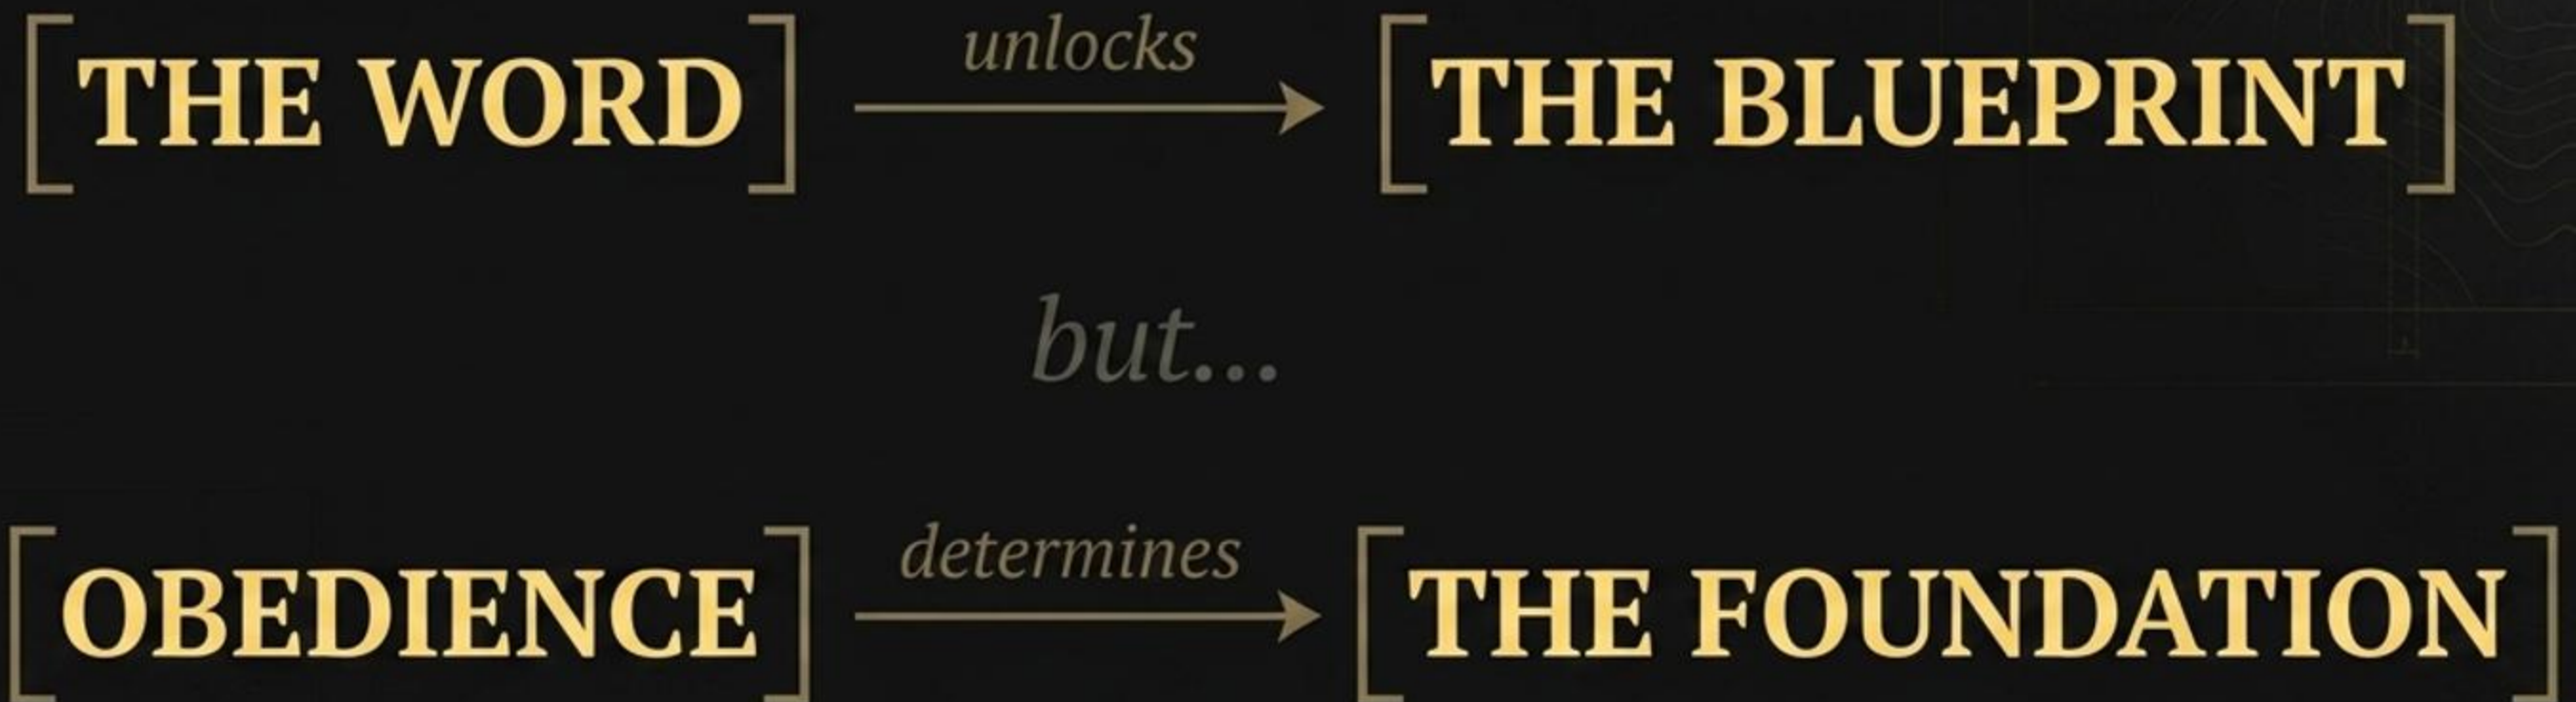 unlocks
[THE WORD] → [THE BLUEPRINT]
but...
determines
[OBEDIENCE] → [THE FOUNDATION]